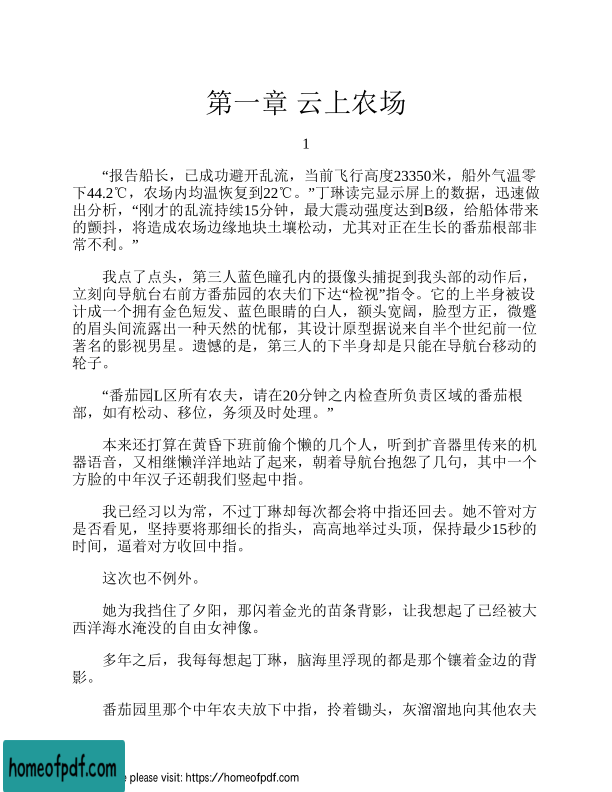 第一章 云上农场
1
“报告船长，已成功避开乱流，当前飞行高度23350米，船外气温零
下44.2℃，农场内均温恢复到22℃。”丁琳读完显示屏上的数据，迅速做
出分析，“刚才的乱流持续15分钟，最大震动强度达到B级，给船体带来
的颤抖，将造成农场边缘地块土壤松动，尤其对正在生长的番茄根部非
常不利。”
我点了点头，第三人蓝色瞳孔内的摄像头捕捉到我头部的动作后，
立刻向导航台右前方番茄园的农夫们下达“检视”指令。它的上半身被设
计成一个拥有金色短发、蓝色眼睛的白人，额头宽阔，脸型方正，微蹙
的眉头间流露出一种天然的忧郁，其设计原型据说来自半个世纪前一位
著名的影视男星。遗憾的是，第三人的下半身却是只能在导航台移动的
轮子。
“番茄园L区所有农夫，请在20分钟之内检查所负责区域的番茄根
部，如有松动、移位，务须及时处理。”
本来还打算在黄昏下班前偷个懒的几个人，听到扩音器里传来的机
器语音，又相继懒洋洋地站了起来，朝着导航台抱怨了几句，其中一个
方脸的中年汉子还朝我们竖起中指。
我已经习以为常，不过丁琳却每次都会将中指还回去。她不管对方
是否看见，坚持要将那细长的指头，高高地举过头顶，保持最少15秒的
时间，逼着对方收回中指。
这次也不例外。
她为我挡住了夕阳，那闪着金光的苗条背影，让我想起了已经被大
西洋海水淹没的自由女神像。
多年之后，我每每想起丁琳，脑海里浮现的都是那个镶着金边的背
影。
番茄园里那个中年农夫放下中指，拎着锄头，灰溜溜地向其他农夫
homeofpdf.com
e please visit: https://homeofpdf.com